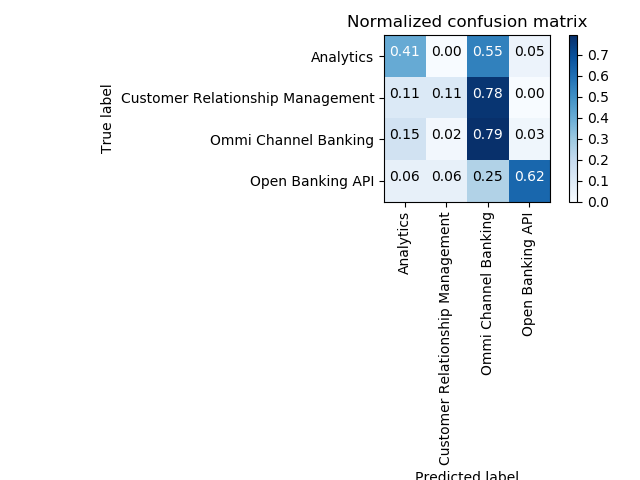 Normalized confusion matrix
True label
Analytics 0.41 0.00 0.55 0.05
Customer Relationship Management 0.11 0.11 0.78 0.00
Ommi Channel Banking 0.15 0.02 0.79 0.03
Open Banking API 0.06 0.06 0.25 0.62
Analytics
Customer Relationship Management
Ommi Channel Banking
Open Banking API
Predicted label
0.7
0.6
0.5
0.4
0.3
0.2
0.1
0.0